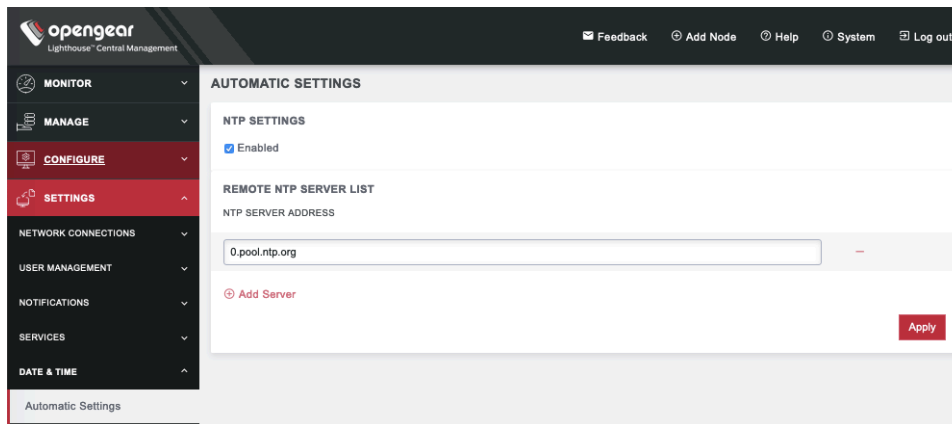 opengear
Lighthouse™ Central Management
Feedback
Add Node
Help
System
Log out
MONITOR
MANAGE
CONFIGURE
SETTINGS
NETWORK CONNECTIONS
USER MANAGEMENT
NOTIFICATIONS
SERVICES
DATE & TIME
Automatic Settings
AUTOMATIC SETTINGS
NTP SETTINGS
Enabled
REMOTE NTP SERVER LIST
NTP SERVER ADDRESS
0.pool.ntp.org
Add Server
Apply